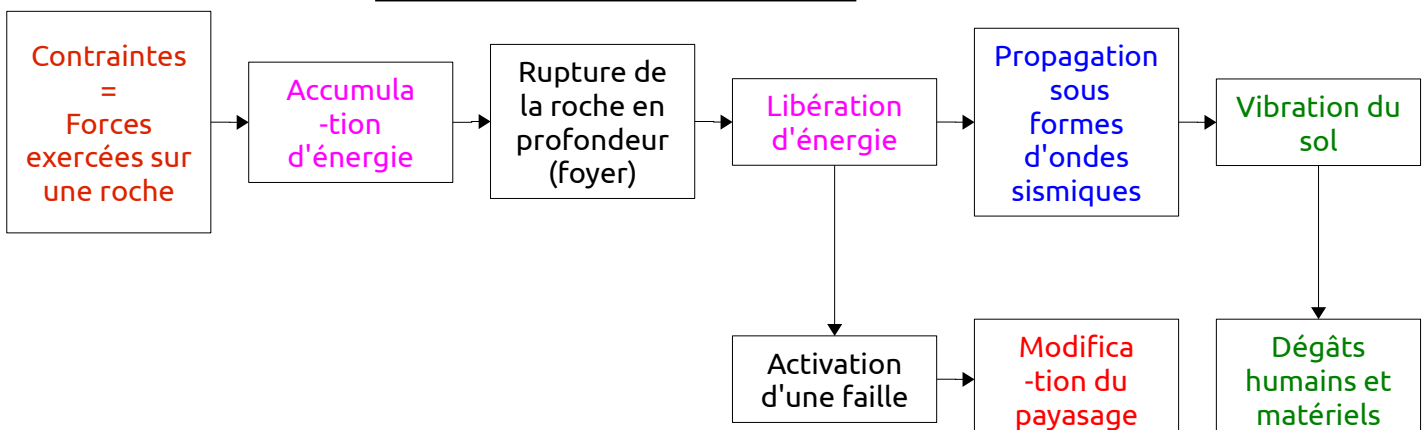 Contraintes
=
Forces
exercées sur
une roche
Accumula
-tion
d'énergie
Rupture de
la roche en
profondeur
(foyer)
Libération
d'énergie
Propagation
sous
formes
d'ondes
sismiques
Vibration du
sol
Activation
d'une faille
Modifica
-tion du
payasage
Dégâts
humains et
matériels